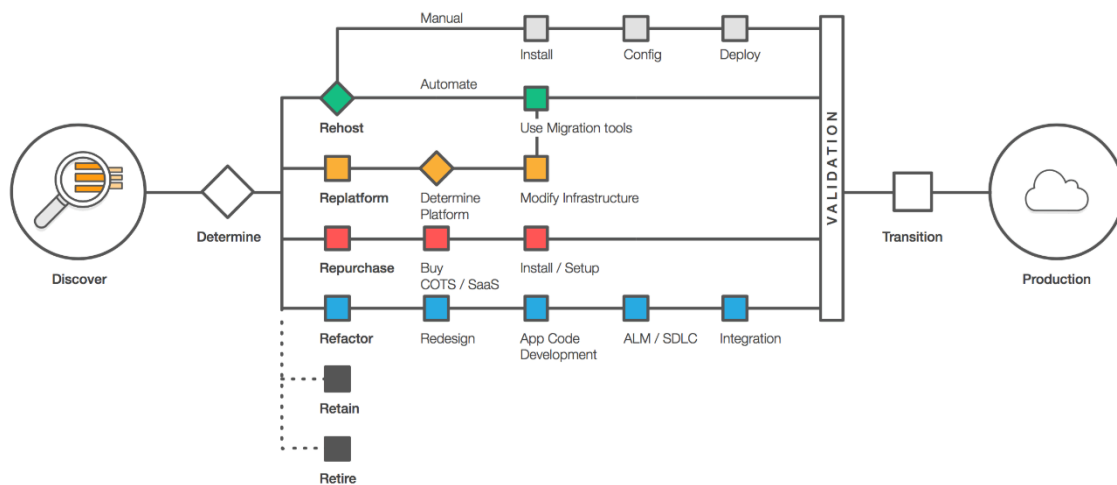 Manual
Install
Config
Deploy
Automate
Rehost
Use Migration tools
Replatform
Determine
Platform
Modify Infrastructure
Repurchase
Buy
COTS / SaaS
Install / Setup
Refactor
Redesign
App Code
Development
ALM / SDLC
Integration
Retain
Retire
Discover
Determine
VALIDATION
Transition
Production